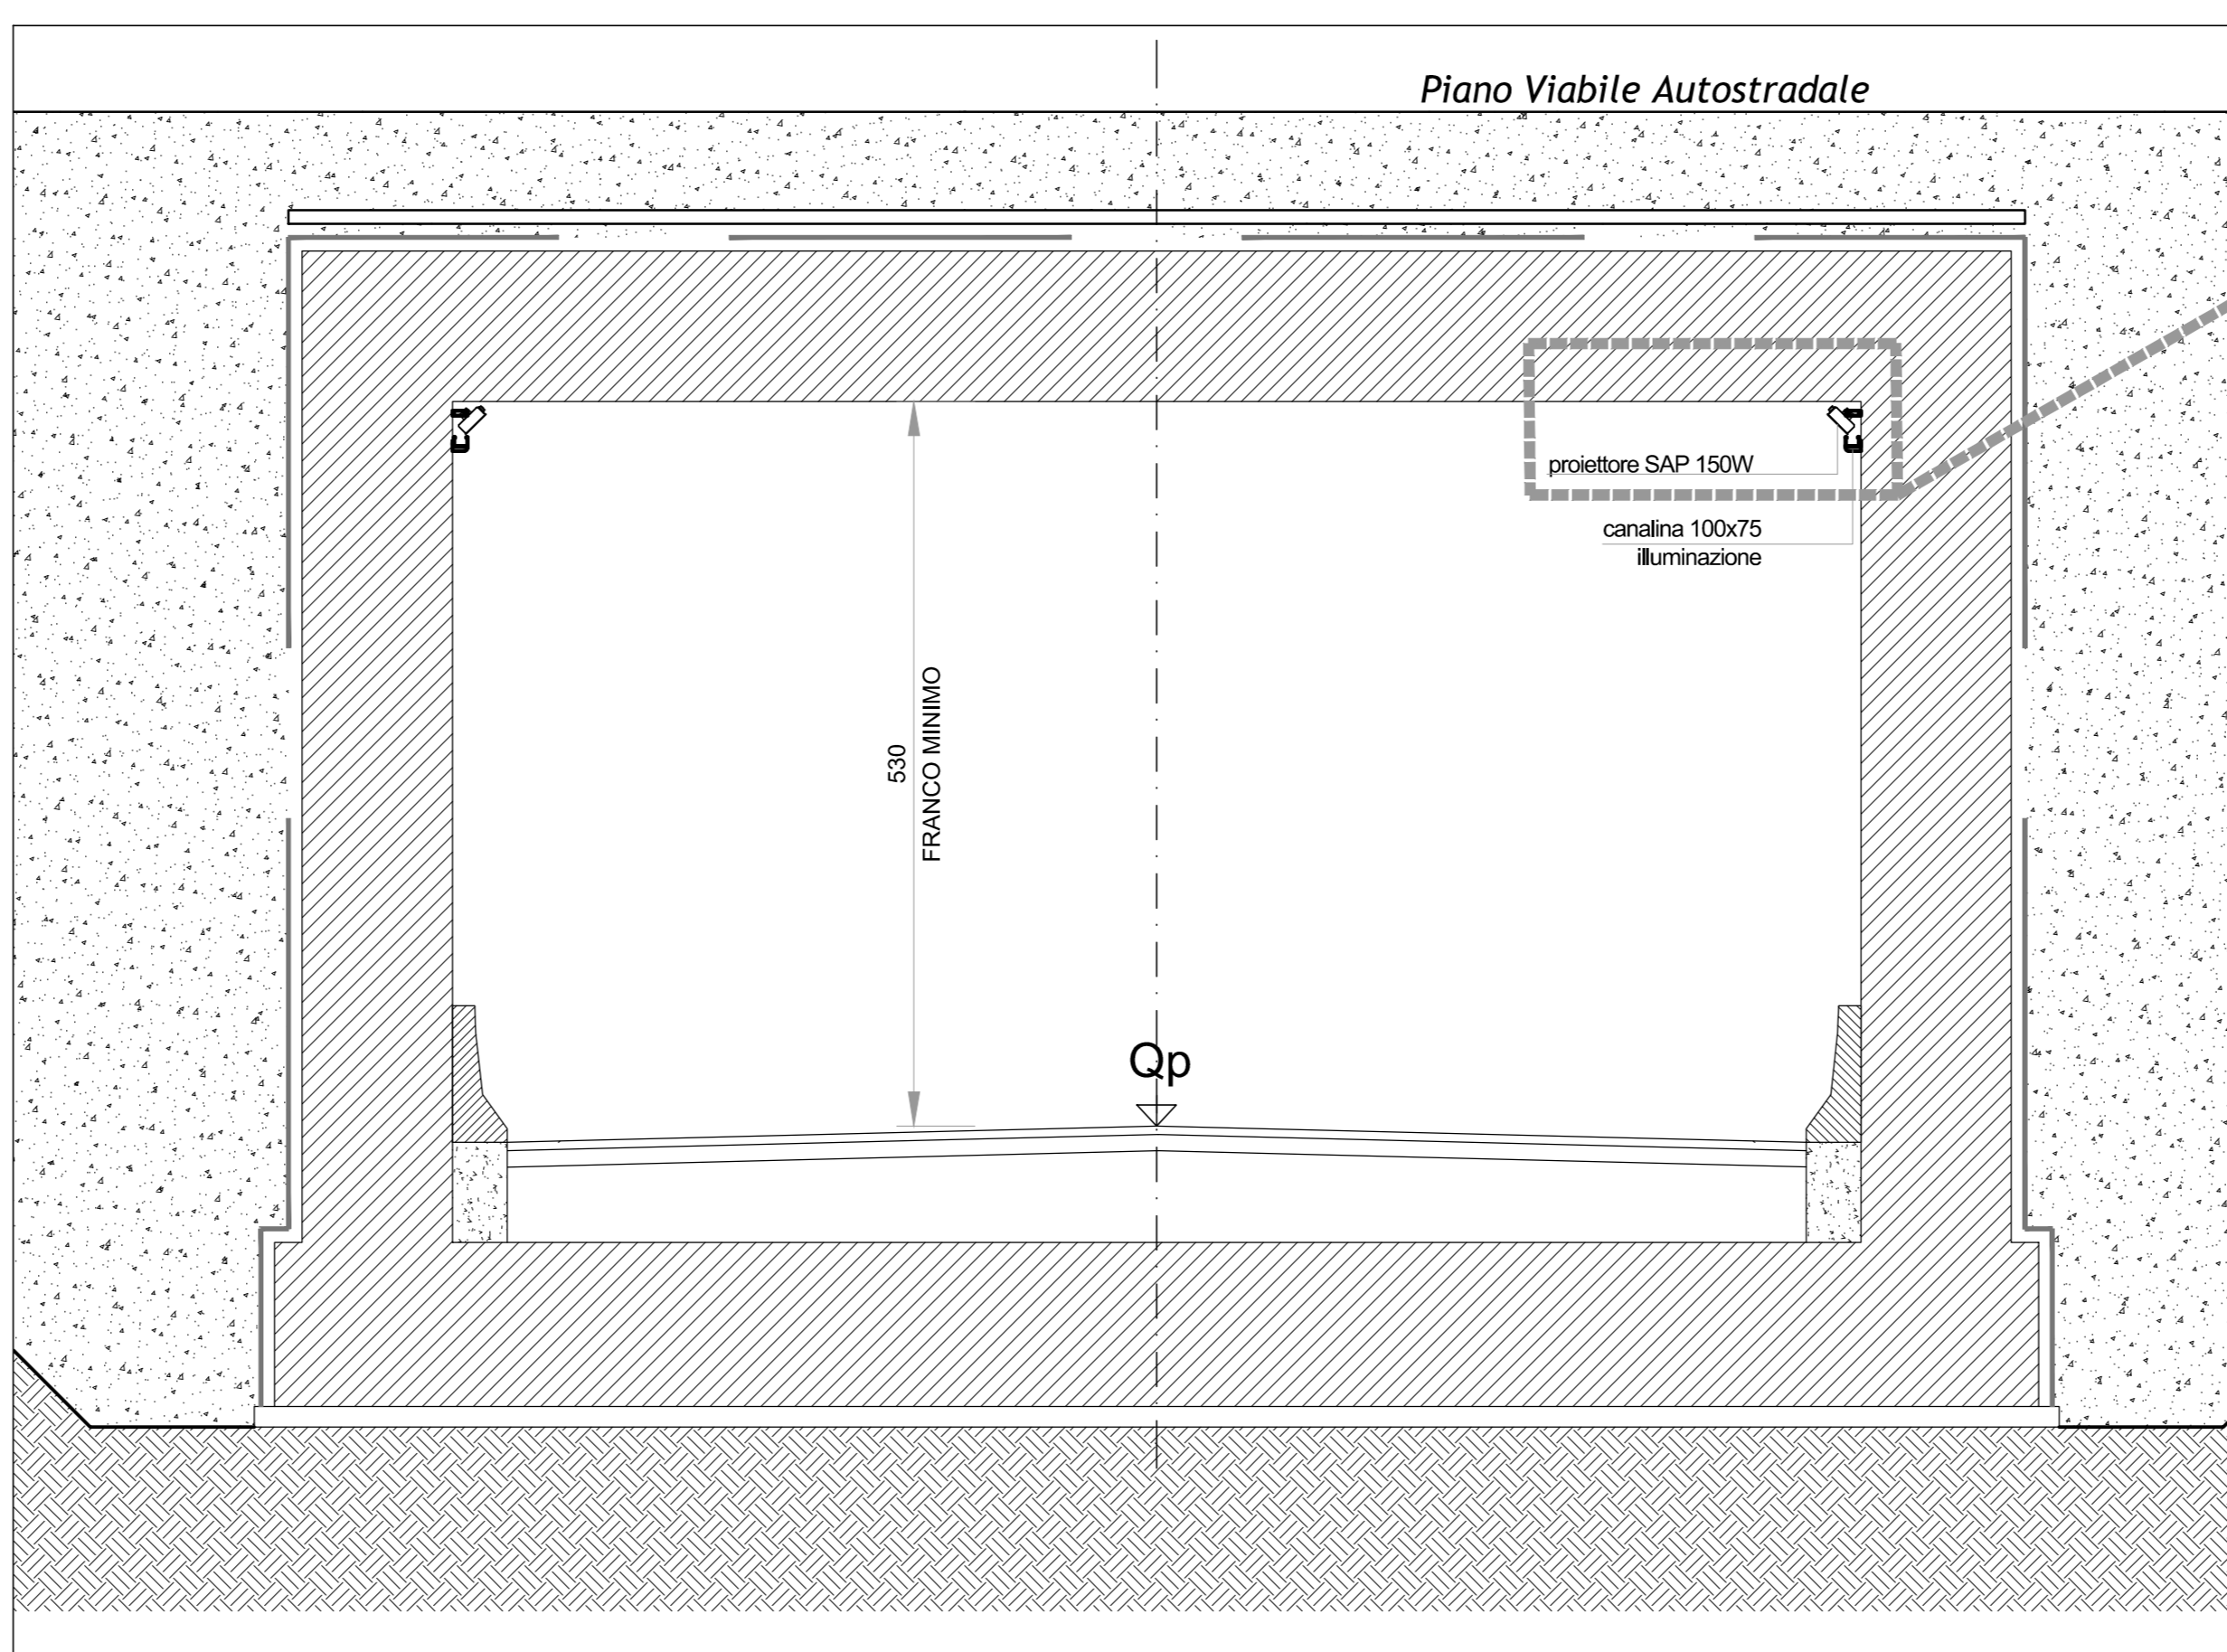 Piano Viabile Autostradale
proiettore SAP 150W
canalina 100x75
illuminazione
530
FRANCO MINIMO
Qp